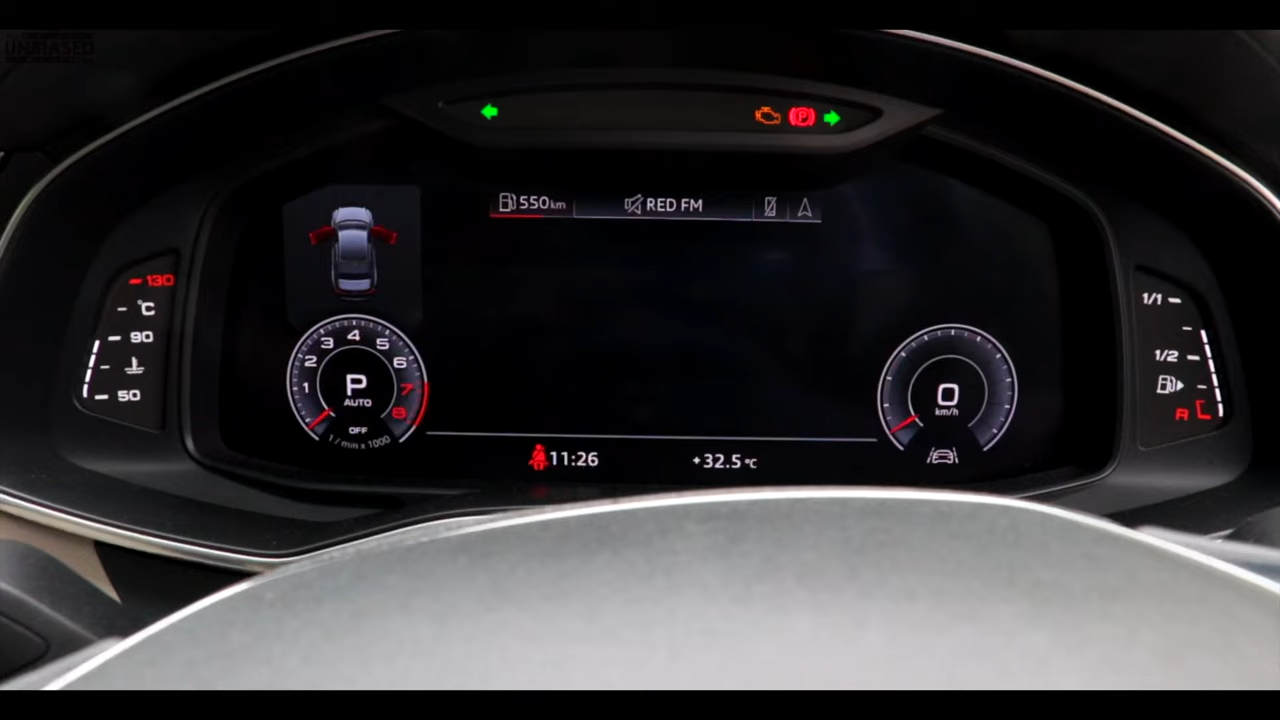 UNBIASED
P
550km
RED FM
130
°C
90
50
1
2
3
4
5
6
7
8
P
AUTO
OFF
1 / min x 1000
0
km/h
11:26
+32.5°C
1/1
1/2
R